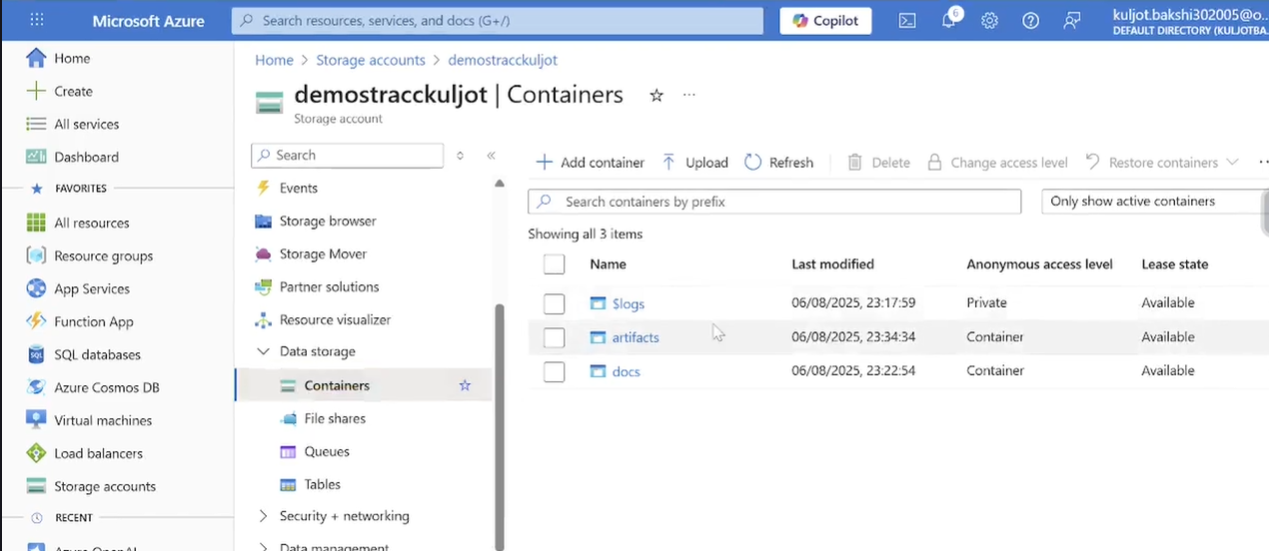 Microsoft Azure
Search resources, services, and docs (G+/)
Copilot
6
kuljot.bakshi302005@o...
DEFAULT DIRECTORY (KULJOTBA...
Home
Create
All services
Dashboard
FAVORITES
All resources
Resource groups
App Services
Function App
SQL databases
Azure Cosmos DB
Virtual machines
Load balancers
Storage accounts
RECENT
Azure OpenAI
Home > Storage accounts > demostracckuljot
demostracckuljot | Containers
Storage account
Search
Events
Storage browser
Storage Mover
Partner solutions
Resource visualizer
Data storage
Containers
File shares
Queues
Tables
Security + networking
Data management
Add container Upload Refresh Delete Change access level Restore containers
Search containers by prefix
Only show active containers
Showing all 3 items
Name Last modified Anonymous access level Lease state
$logs 06/08/2025, 23:17:59 Private Available
artifacts 06/08/2025, 23:34:34 Container Available
docs 06/08/2025, 23:22:54 Container Available